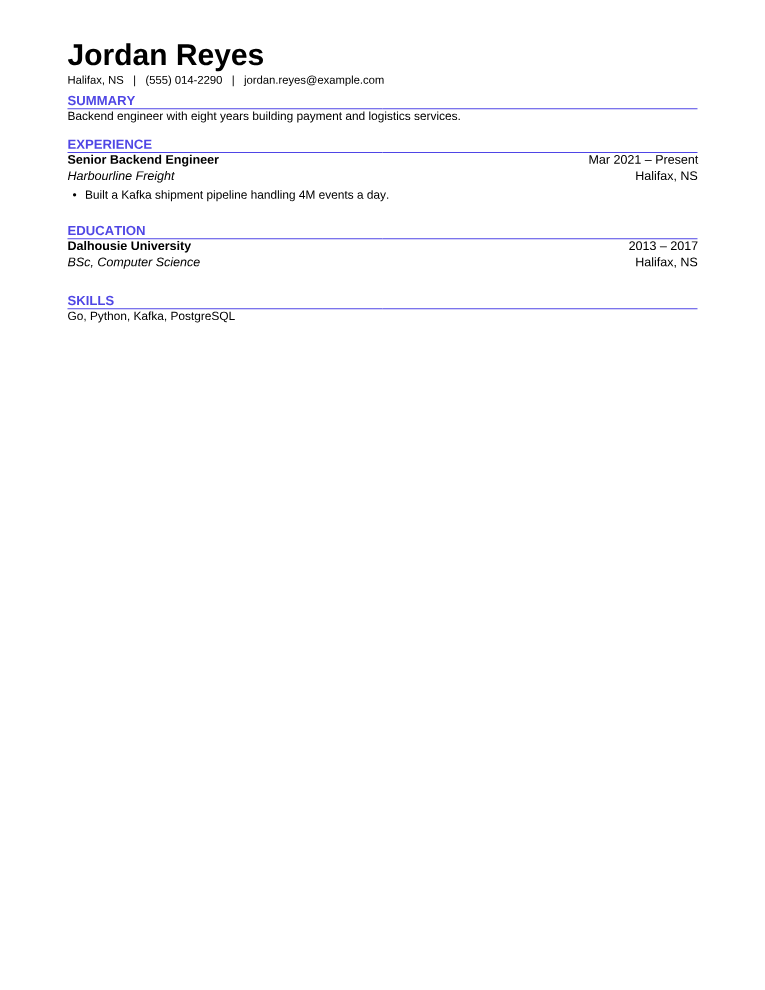 Jordan Reyes
Halifax, NS | (555) 014-2290 | jordan.reyes@example.com
SUMMARY
Backend engineer with eight years building payment and logistics services.
EXPERIENCE
Senior Backend Engineer Mar 2021 – Present
Harbourline Freight Halifax, NS
• Built a Kafka shipment pipeline handling 4M events a day.
EDUCATION
Dalhousie University 2013 – 2017
BSc, Computer Science Halifax, NS
SKILLS
Go, Python, Kafka, PostgreSQL